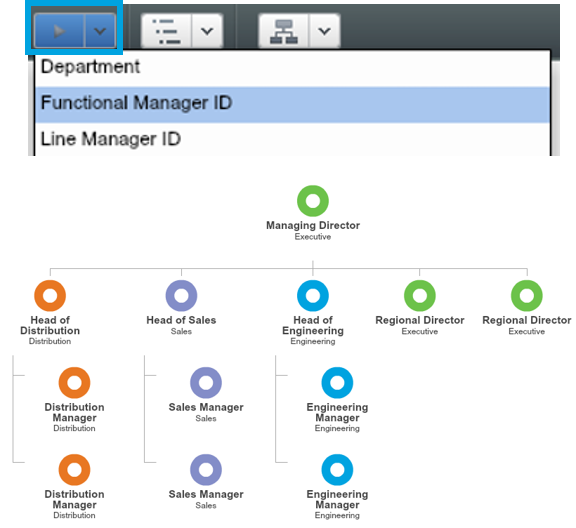 Department
Functional Manager ID
Line Manager ID
Managing Director
Executive
Head of
Distribution
Distribution
Head of Sales
Sales
Head of
Engineering
Engineering
Regional Director
Executive
Regional Director
Executive
Distribution
Manager
Distribution
Sales Manager
Sales
Engineering
Manager
Engineering
Distribution
Manager
Distribution
Sales Manager
Sales
Engineering
Manager
Engineering